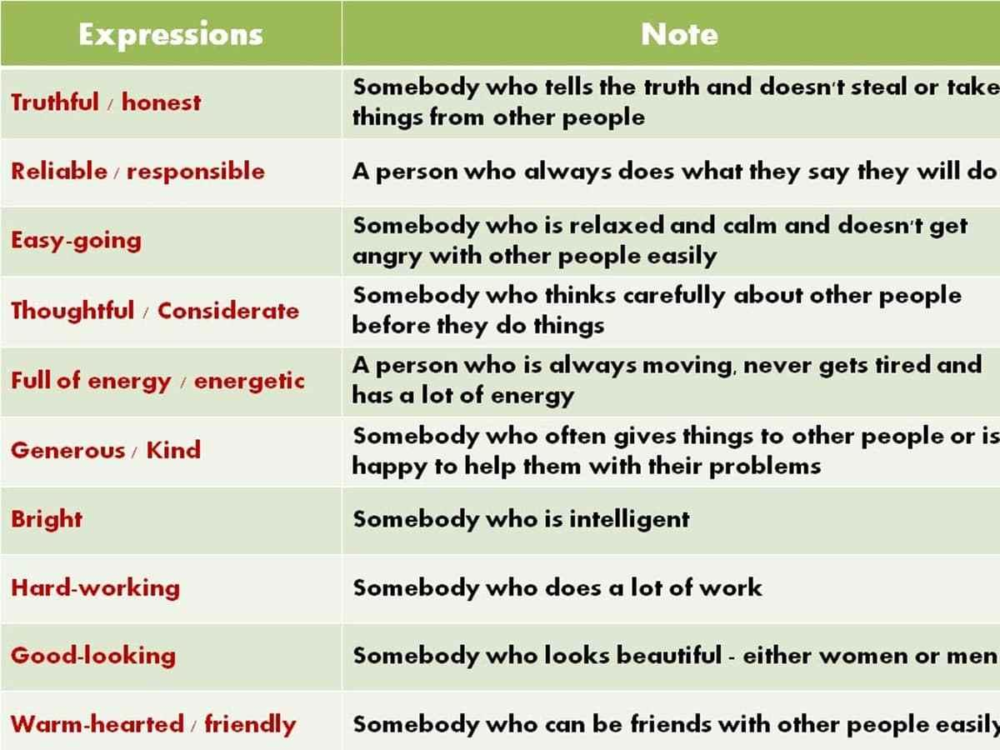 Expressions
Note
Truthful / honest
Somebody who tells the truth and doesn't steal or take
things from other people
Reliable / responsible
A person who always does what they say they will do
Easy-going
Somebody who is relaxed and calm and doesn't get
angry with other people easily
Thoughtful / Considerate
Somebody who thinks carefully about other people
before they do things
Full of energy / energetic
A person who is always moving, never gets tired and
has a lot of energy
Generous / Kind
Somebody who often gives things to other people or is
happy to help them with their problems
Bright
Somebody who is intelligent
Hard-working
Somebody who does a lot of work
Good-looking
Somebody who looks beautiful - either women or men
Warm-hearted / friendly
Somebody who can be friends with other people easily